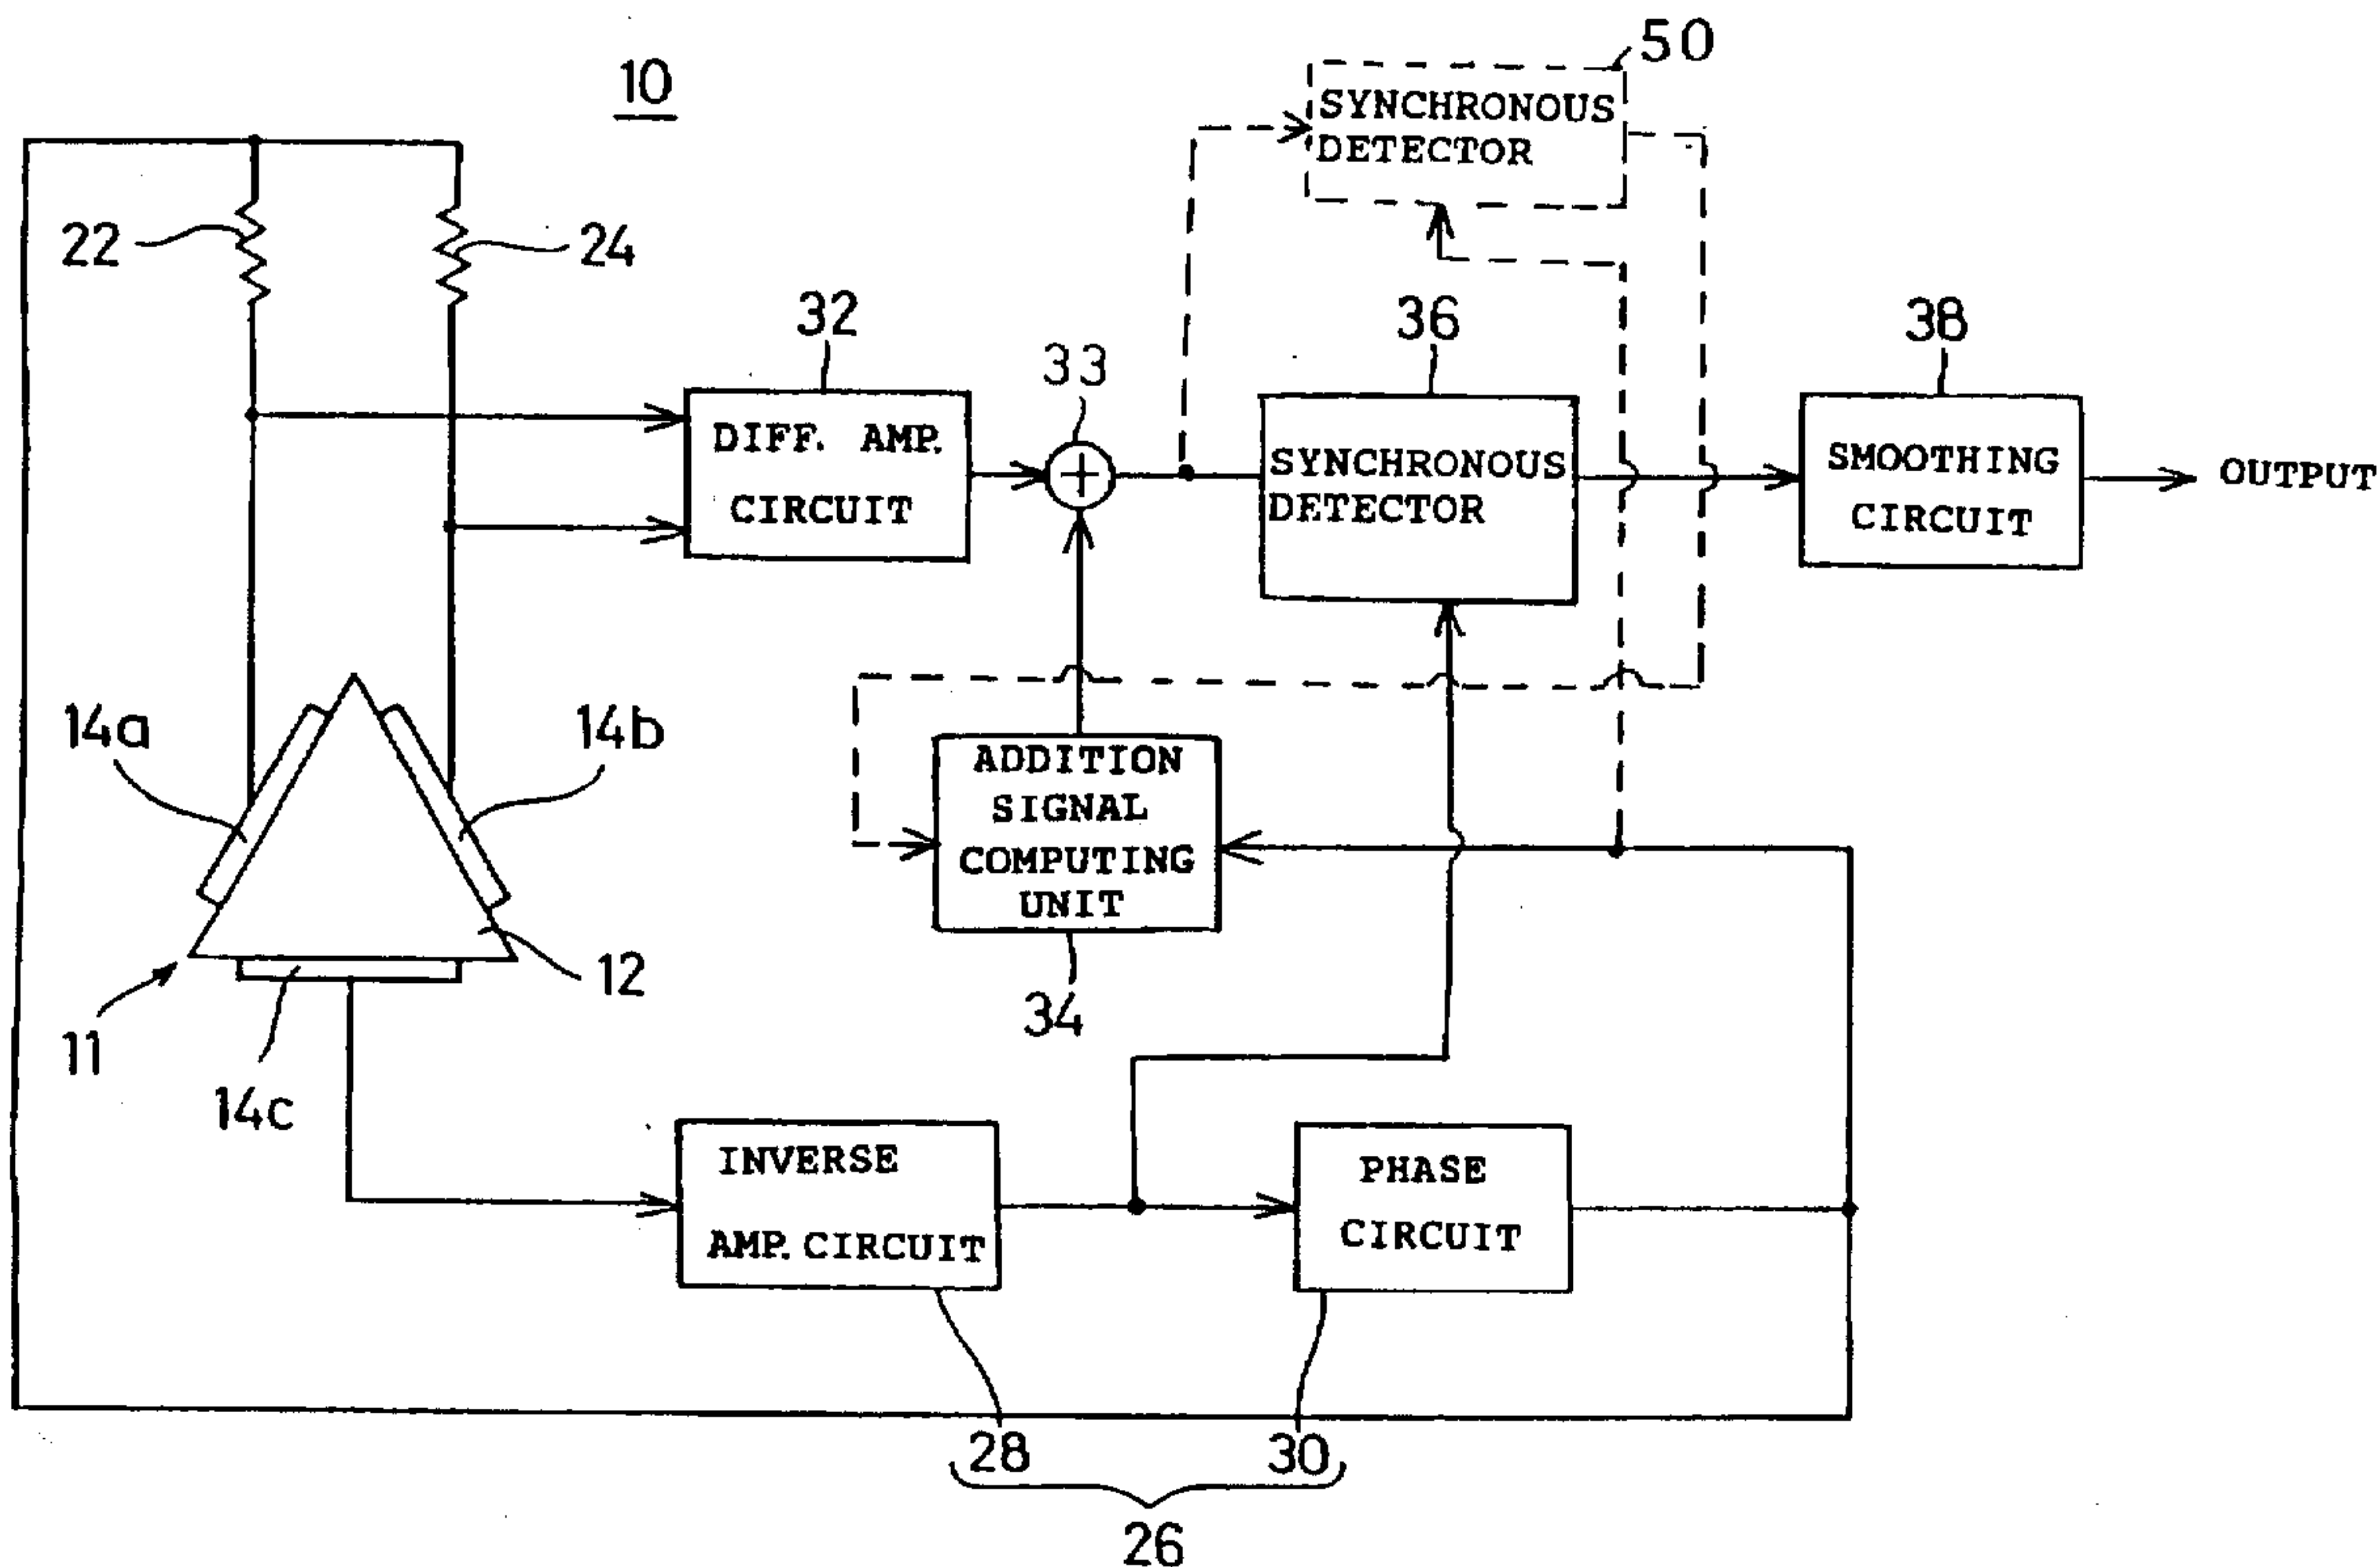 10
50
SYNCHRONOUS
DETECTOR
22
24
32
33
36
38
DIFF. AMP.
CIRCUIT
+
SYNCHRONOUS
DETECTOR
SMOOTHING
CIRCUIT
OUTPUT
14a
14b
ADDITION
SIGNAL
COMPUTING
UNIT
12
34
11
14c
INVERSE
AMP. CIRCUIT
PHASE
CIRCUIT
28
30
26